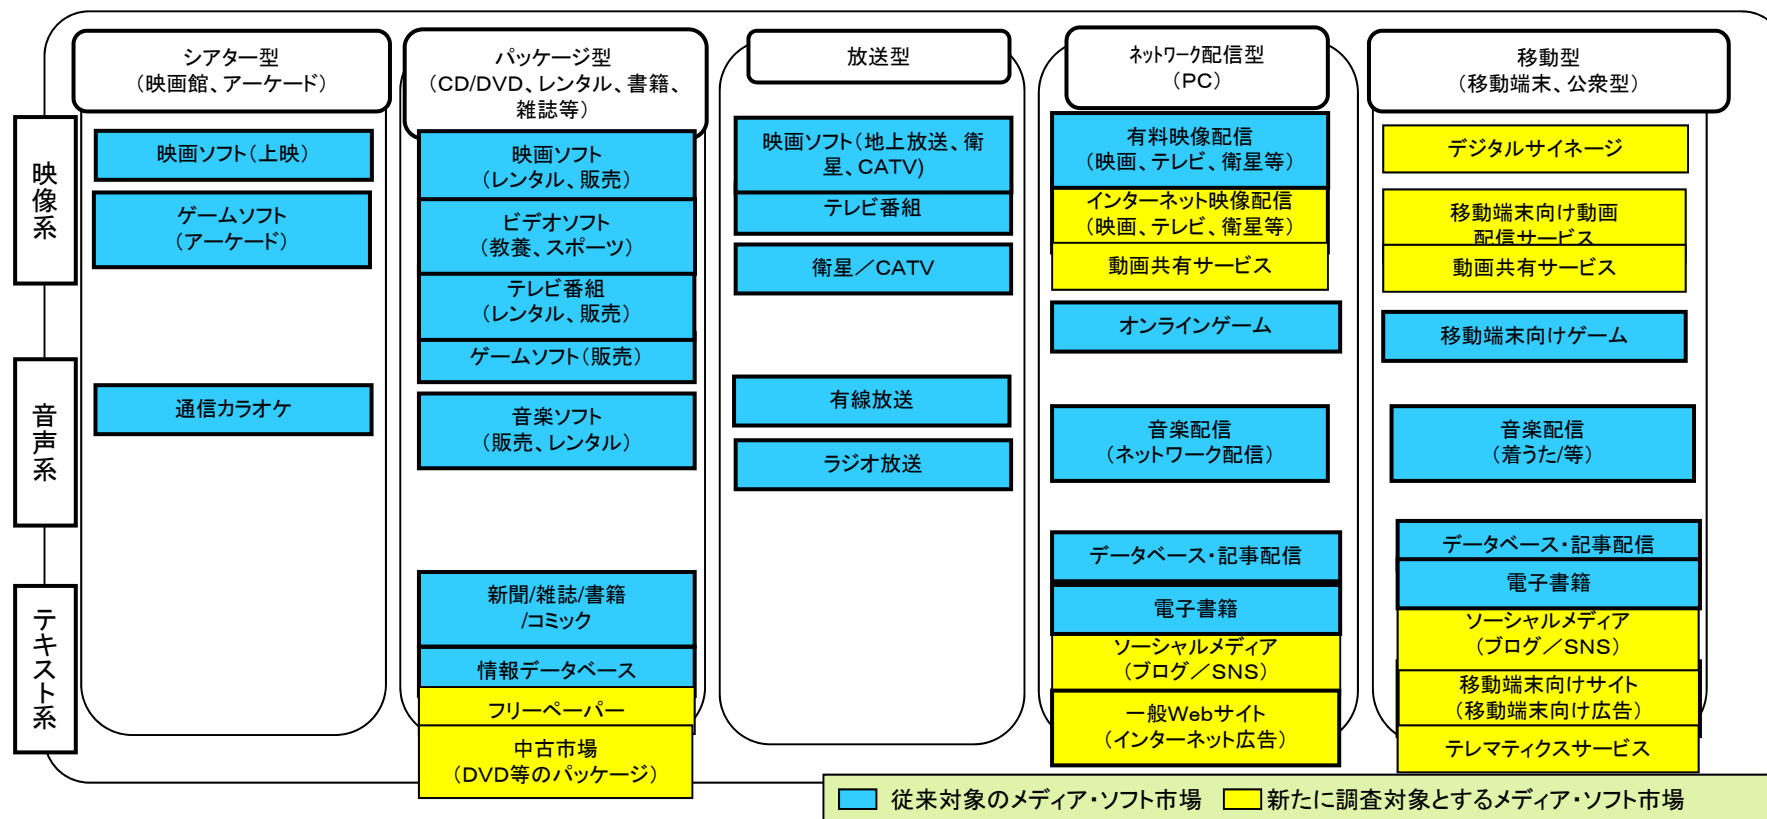 シアター型
（映画館、アーケード）
パッケージ型
（CD/DVD、レンタル、書籍、
雑誌等）
放送型
ネットワーク配信型
（PC）
移動型
（移動端末、公衆型）
映像系
音声系
テキスト系
映画ソフト（上映）
ゲームソフト
（アーケード）
通信カラオケ
映画ソフト
（レンタル、販売）
ビデオソフト
（教養、スポーツ）
テレビ番組
（レンタル、販売）
ゲームソフト（販売）
音楽ソフト
（販売、レンタル）
新聞/雑誌/書籍
/コミック
情報データベース
フリーペーパー
中古市場
（DVD等のパッケージ）
映画ソフト（地上放送、衛
星、CATV）
テレビ番組
衛星／CATV
有線放送
ラジオ放送
有料映像配信
（映画、テレビ、衛星等）
インターネット映像配信
（映画、テレビ、衛星等）
動画共有サービス
オンラインゲーム
音楽配信
（ネットワーク配信）
データベース・記事配信
電子書籍
ソーシャルメディア
（ブログ／SNS）
一般Webサイト
（インターネット広告）
デジタルサイネージ
移動端末向け動画
配信サービス
動画共有サービス
移動端末向けゲーム
音楽配信
（着うた/等）
データベース・記事配信
電子書籍
ソーシャルメディア
（ブログ／SNS）
移動端末向けサイト
（移動端末向け広告）
テレマティクスサービス
従来対象のメディア・ソフト市場
新たに調査対象とするメディア・ソフト市場